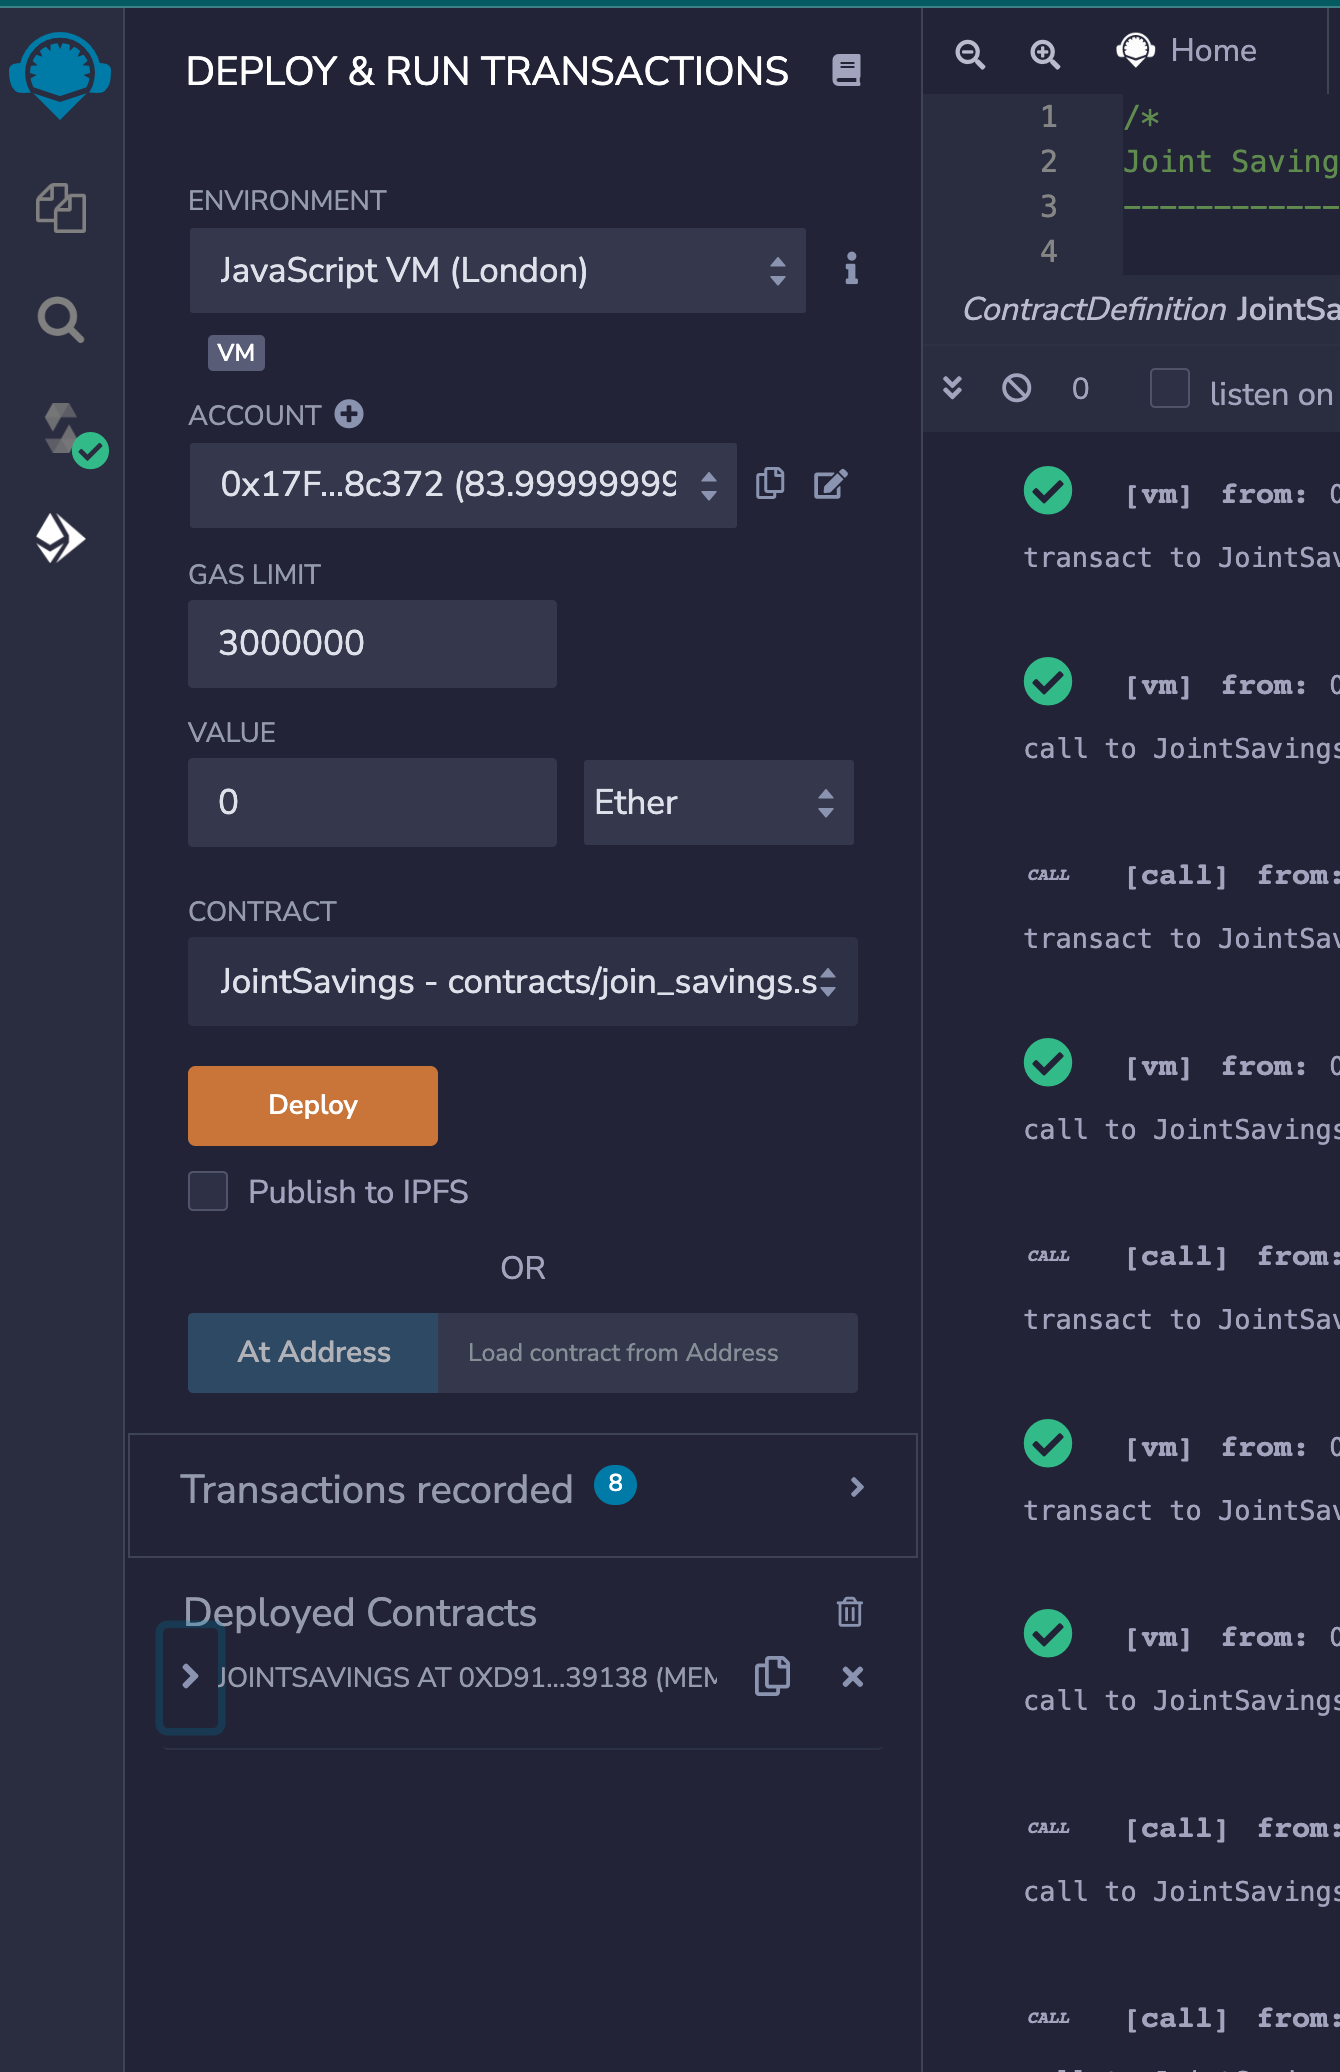 DEPLOY & RUN TRANSACTIONS
ENVIRONMENT
JavaScript VM (London)
VM
ACCOUNT
0x17F...8c372 (83.99999999
GAS LIMIT
3000000
VALUE
0
Ether
CONTRACT
JointSavings - contracts/join_savings.s
Deploy
Publish to IPFS
OR
At Address
Load contract from Address
Transactions recorded 8
Deployed Contracts
JOINTSAVINGS AT 0XD91...39138 (MEM
Home
1 /*
2 Joint Saving
3 ------------
4
ContractDefinition JointSa
0
listen on
[vm] from: 0
transact to JointSav
[vm] from: 0
call to JointSavings
CALL [call] from:
transact to JointSav
[vm] from: 0
call to JointSavings
CALL [call] from:
transact to JointSav
[vm] from: 0
transact to JointSav
[vm] from: 0
call to JointSavings
CALL [call] from:
call to JointSavings
CALL [call] from: